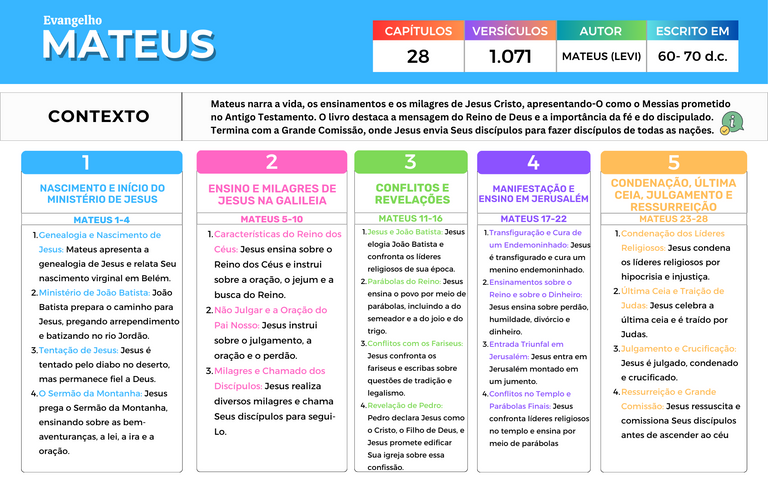 Evangelho
MATEUS
CAPÍTULOS
28
VERSÍCULOS
1.071
AUTOR
MATEUS (LEVI)
ESCRITO EM
60- 70 d.c.
CONTEXTO
Mateus narra a vida, os ensinamentos e os milagres de Jesus Cristo, apresentando-O como o Messias prometido
no Antigo Testamento. O livro destaca a mensagem do Reino de Deus e a importância da fé e do discipulado.
Termina com a Grande Comissão, onde Jesus envia Seus discípulos para fazer discípulos de todas as nações.
1
NASCIMENTO E INÍCIO DO
MINISTÉRIO DE JESUS
MATEUS 1-4
1. Genealogia e Nascimento de
Jesus: Mateus apresenta a
genealogia de Jesus e relata Seu
nascimento virginal em Belém.
2. Ministério de João Batista: João
Batista prepara o caminho para
Jesus, pregando arrependimento
e batizando no rio Jordão.
3. Tentação de Jesus: Jesus é
tentado pelo diabo no deserto,
mas permanece fiel a Deus.
4. O Sermão da Montanha: Jesus
prega o Sermão da Montanha,
ensinando sobre as bem-
aventuranças, a lei, a ira e a
oração.
2
ENSINO E MILAGRES DE
JESUS NA GALILEIA
MATEUS 5-10
1. Características do Reino dos
Céus: Jesus ensina sobre o
Reino dos Céus e instrui
sobre a oração, o jejum e a
busca do Reino.
2. Não Julgar e a Oração do
Pai Nosso: Jesus instrui
sobre o julgamento, a
oração e o perdão.
3. Milagres e Chamado dos
Discípulos: Jesus realiza
diversos milagres e chama
Seus discípulos para segui-
Lo.
3
CONFLITOS E
REVELAÇÕES
MATEUS 11-16
1. Jesus e João Batista: Jesus
elogia João Batista e
confronta os líderes
religiosos de sua época.
2. Parábolas do Reino: Jesus
ensina o povo por meio de
parábolas, incluindo a do
semeador e a do joio e do
trigo.
3. Conflitos com os Fariseus:
Jesus confronta os
fariseus e escribas sobre
questões de tradição e
legalismo.
4. Revelação de Pedro:
Pedro declara Jesus como
o Cristo, o Filho de Deus, e
Jesus promete edificar
Sua igreja sobre essa
confissão.
4
MANIFESTAÇÃO E
ENSINO EM JERUSALÉM
MATEUS 17-22
1. Transfiguração e Cura de
um Endemoninhado: Jesus
é transfigurado e cura um
menino endemoninhado.
2. Ensinamentos sobre o
Reino e sobre o Dinheiro:
Jesus ensina sobre perdão,
humildade, divórcio e
dinheiro.
3. Entrada Triunfal em
Jerusalém: Jesus entra em
Jerusalém montado em
um jumento.
4. Conflitos no Templo e
Parábolas Finais: Jesus
confronta líderes religiosos
no templo e ensina por
meio de parábolas
5
CONDENAÇÃO, ÚLTIMA
CEIA, JULGAMENTO E
RESSURREIÇÃO
MATEUS 23-28
1. Condenação dos Líderes
Religiosos: Jesus condena
os líderes religiosos por
hipocrisia e injustiça.
2. Última Ceia e Traição de
Judas: Jesus celebra a
última ceia e é traído por
Judas.
3. Julgamento e Crucificação:
Jesus é julgado, condenado
e crucificado.
4. Ressurreição e Grande
Comissão: Jesus ressuscita e
comissiona Seus discípulos
antes de ascender ao céu